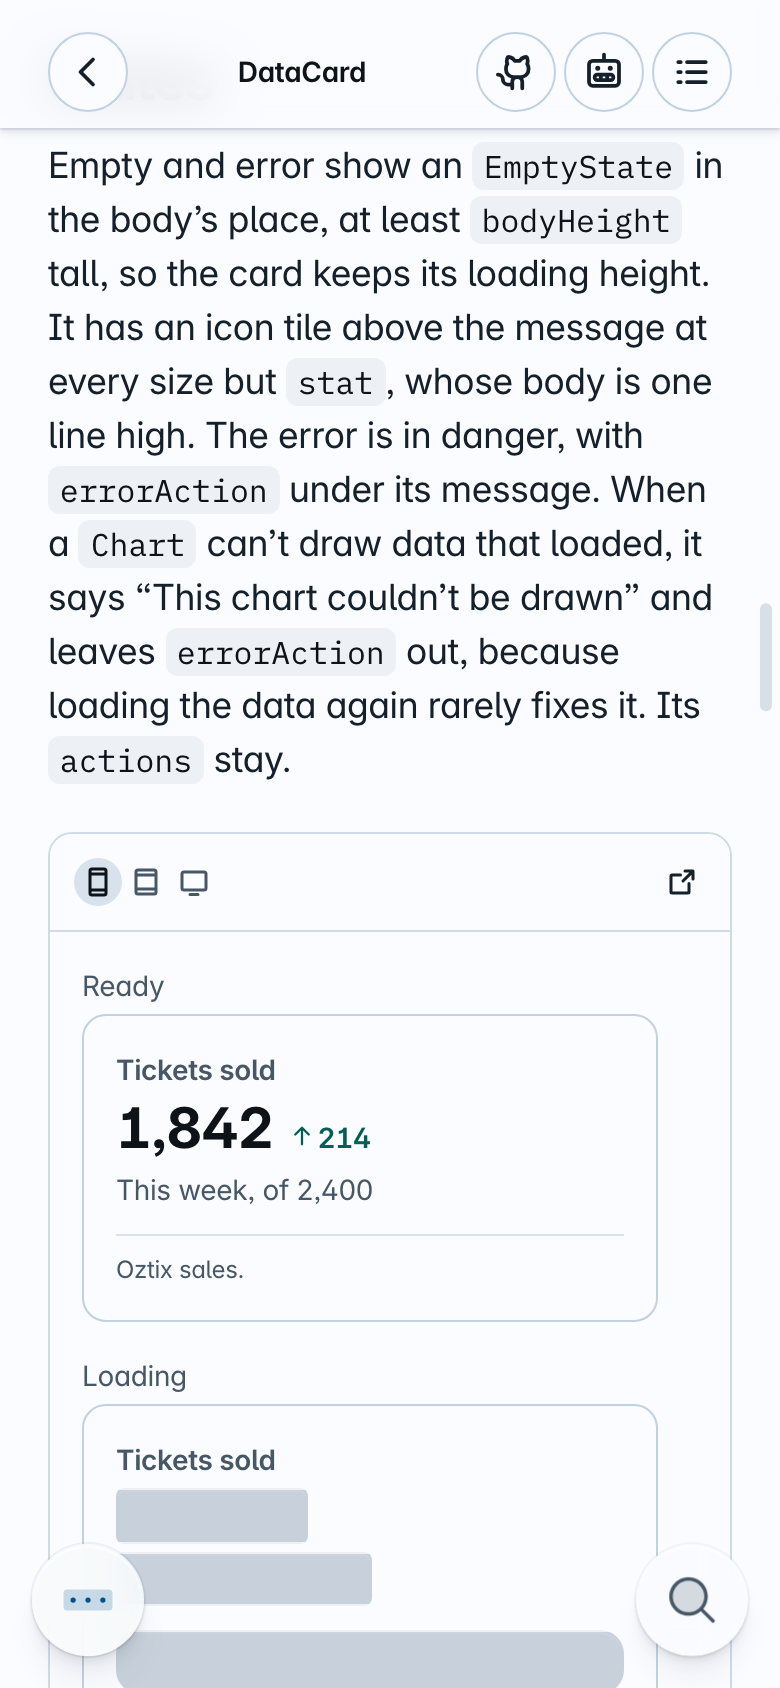 DataCard
Empty and error show an EmptyState in
the body’s place, at least bodyHeight
tall, so the card keeps its loading height.
It has an icon tile above the message at
every size but stat, whose body is one
line high. The error is in danger, with
errorAction under its message. When
a Chart can’t draw data that loaded, it
says “This chart couldn’t be drawn” and
leaves errorAction out, because
loading the data again rarely fixes it. Its
actions stay.
Ready
Tickets sold
1,842 ↑ 214
This week, of 2,400
Oztix sales.
Loading
Tickets sold